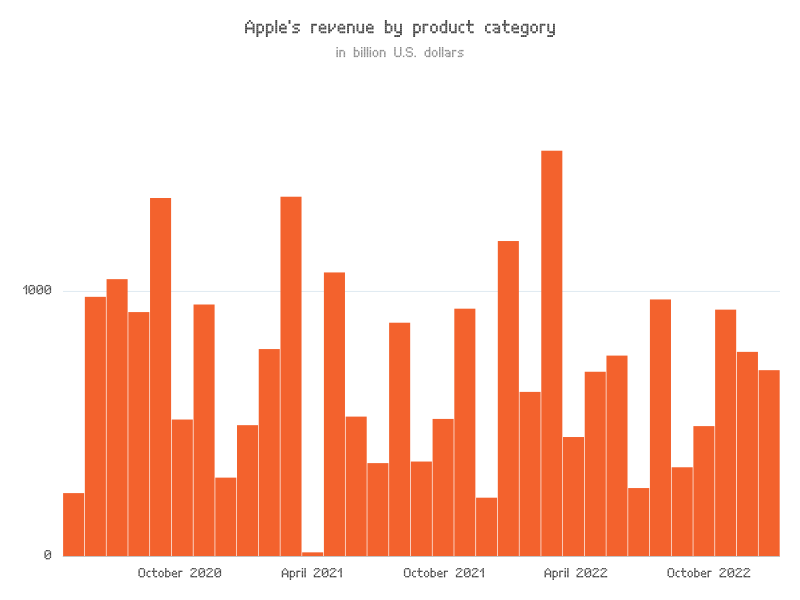 Apple's revenue by product category
in billion U.S. dollars
1000
0
October 2020 April 2021 October 2021 April 2022 October 2022